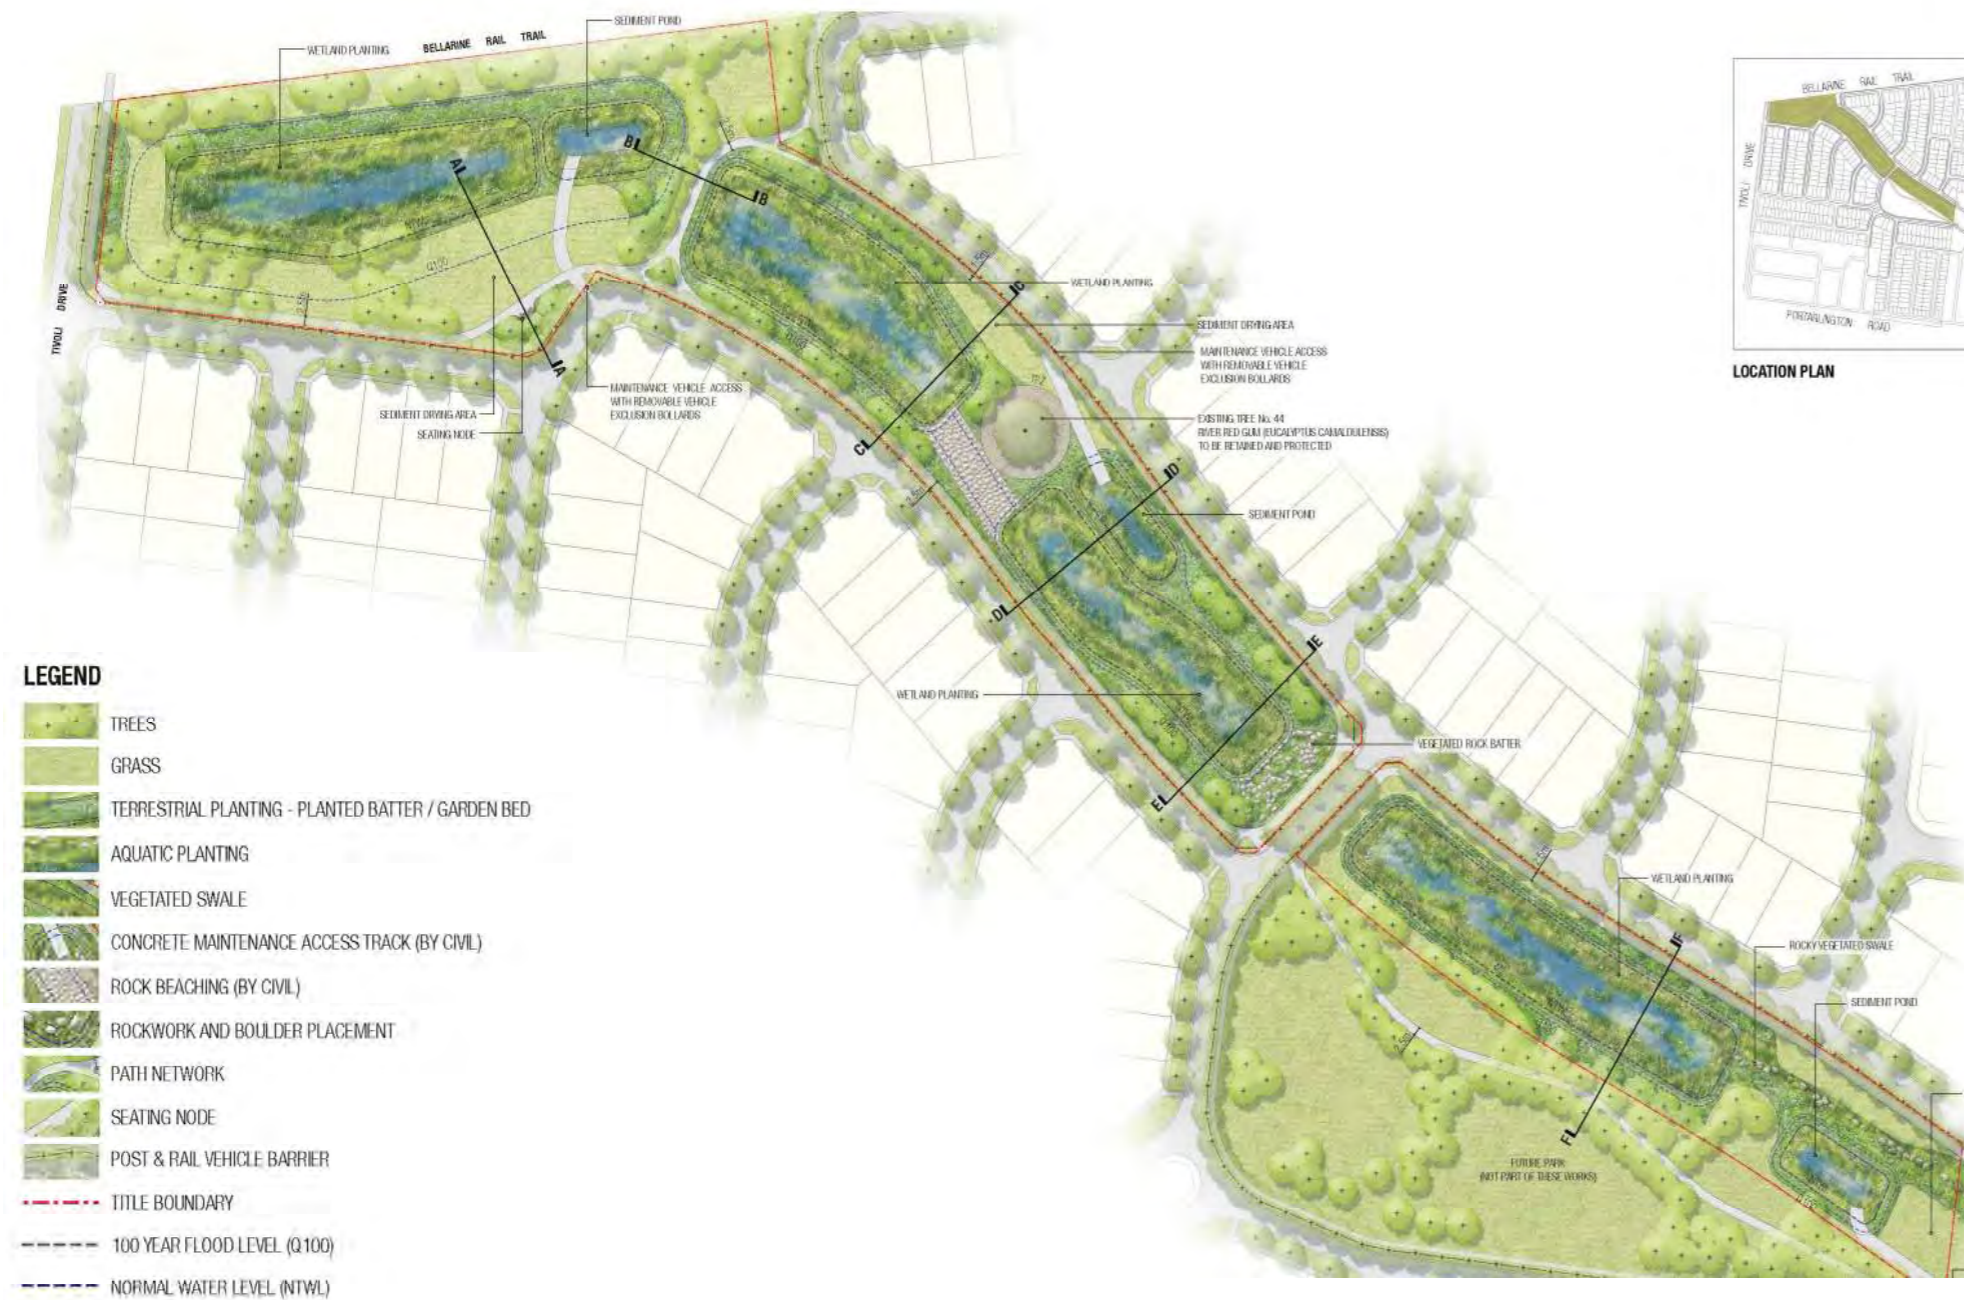 SEDIMENT POND
WETLAND PLANTING
BELLARINE RAIL TRAIL
BELLARINE RAIL TRAIL
TIVOLI DRIVE
PORTARLINGTON ROAD
LOCATION PLAN
TIVOLI DRIVE
Q100
A
A
B
B
C
C
D
D
E
E
F
F
WETLAND PLANTING
SEDIMENT DRYING AREA
MAINTENANCE VEHICLE ACCESS
WITH REMOVABLE VEHICLE
EXCLUSION BOLLARDS
SEDIMENT DRYING AREA
SEATING NODE
MAINTENANCE VEHICLE ACCESS
WITH REMOVABLE VEHICLE
EXCLUSION BOLLARDS
EXISTING TREE No. 44
RIVER RED GUM (EUCALYPTUS CAMALDULENSIS)
TO BE RETAINED AND PROTECTED
SEDIMENT POND
WETLAND PLANTING
VEGETATED ROCK BATTER
WETLAND PLANTING
ROCKY VEGETATED SWALE
SEDIMENT POND
2.5m
FUTURE PARK
(NOT PART OF THESE WORKS)
LEGEND
TREES
GRASS
TERRESTRIAL PLANTING - PLANTED BATTER / GARDEN BED
AQUATIC PLANTING
VEGETATED SWALE
CONCRETE MAINTENANCE ACCESS TRACK (BY CIVIL)
ROCK BEACHING (BY CIVIL)
ROCKWORK AND BOULDER PLACEMENT
PATH NETWORK
SEATING NODE
POST & RAIL VEHICLE BARRIER
TITLE BOUNDARY
100 YEAR FLOOD LEVEL (Q100)
NORMAL WATER LEVEL (NTWL)